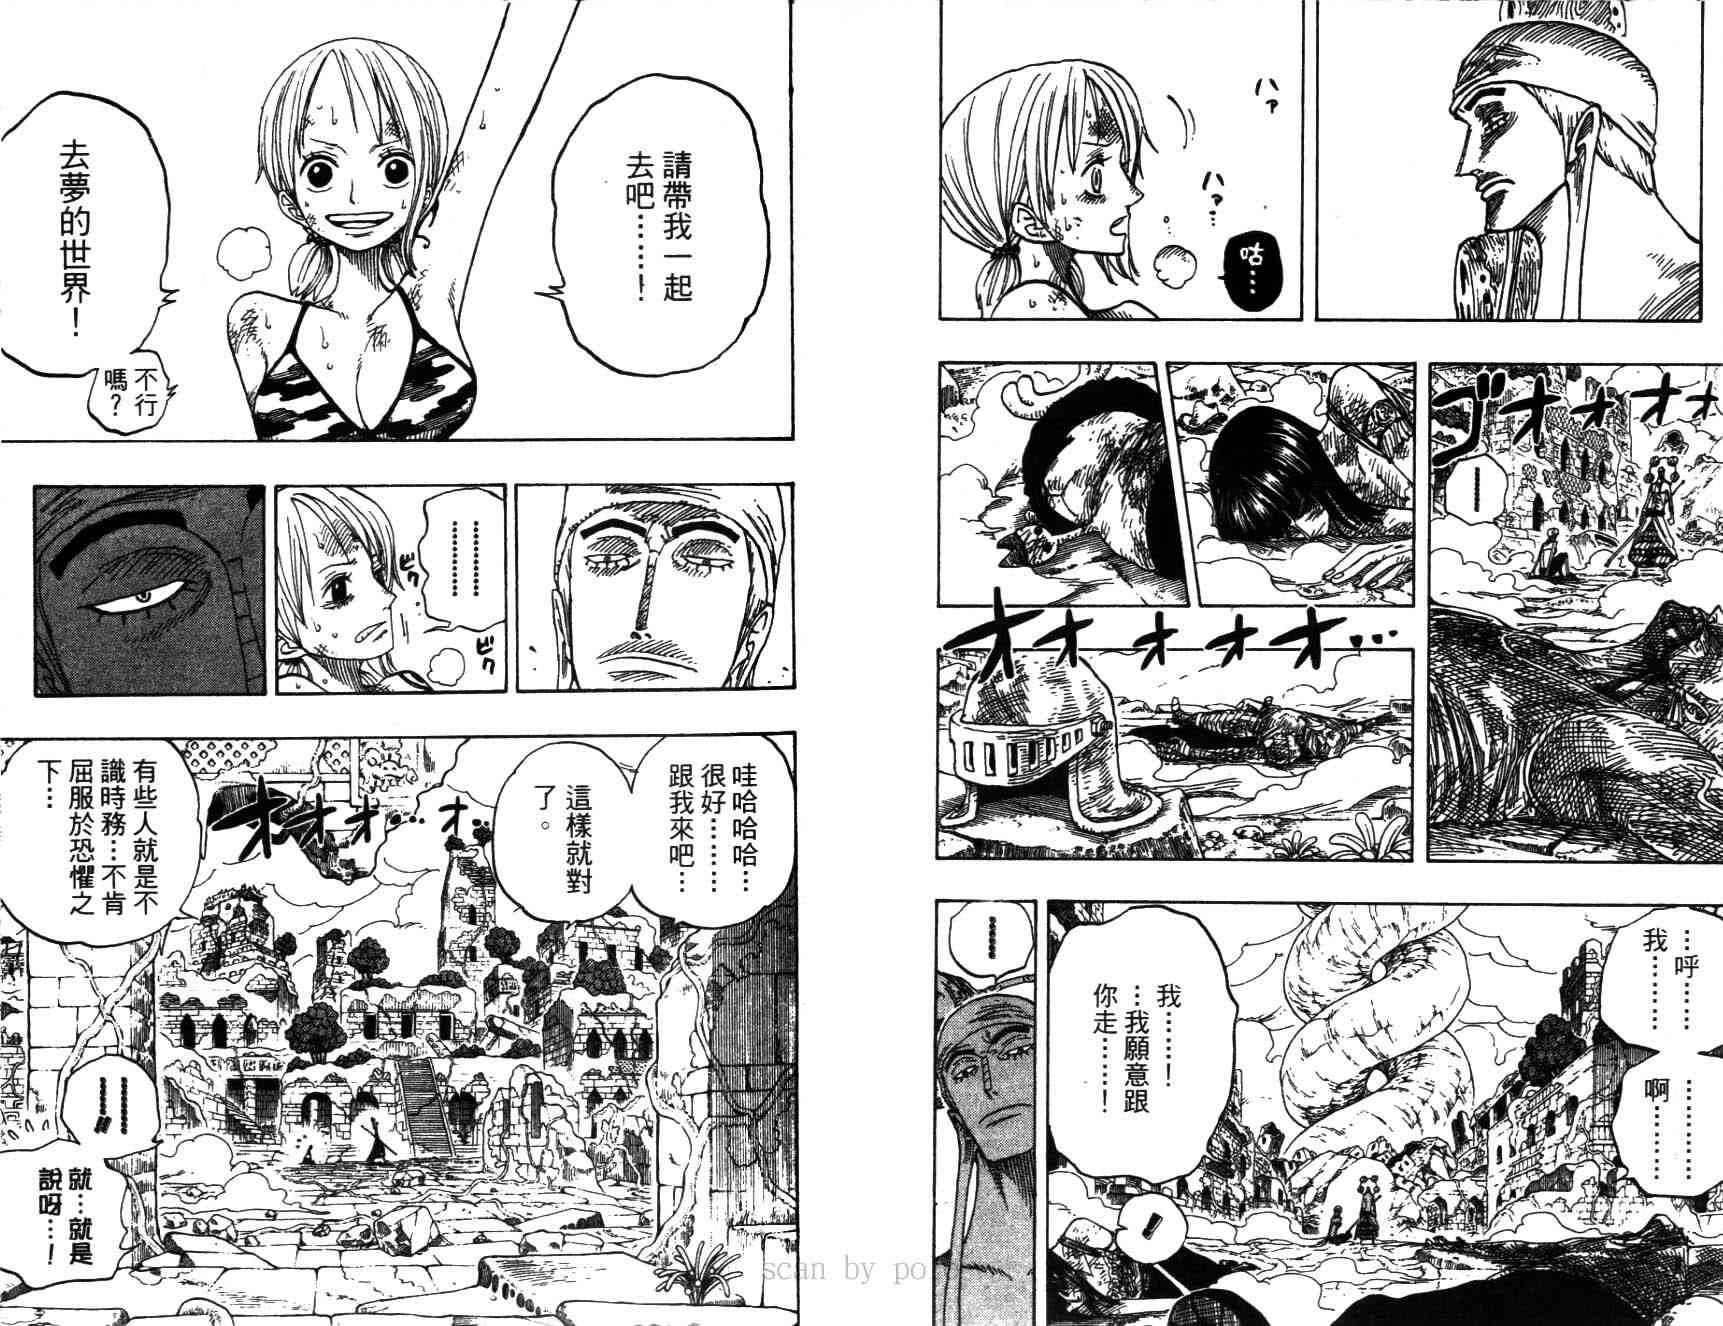 ハァ
ハァ…
咕…
ゴオオオオオオ
…………
オオオオオオ…
…呼…
我………
………
啊………
我……！
…我願意跟
你走……！
…！
…………
請帶我一起
去吧………！
去夢的世界！
不行
嗎？
……………
ビク
ビク
哇哈哈哈…
很好………
跟我來吧…
這樣就對
了。
オオオオ…オ…
有些人就是不
識時務…不肯
屈服於恐懼之
下…
…………!!
就…就是
說呀…！
scan by po